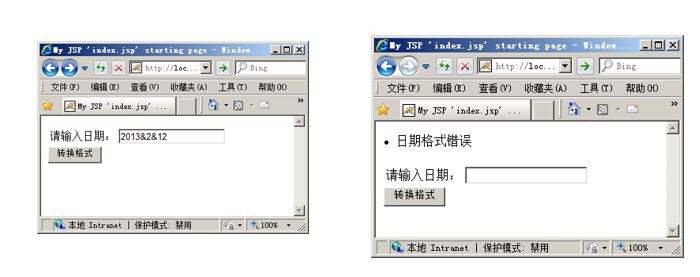 My JSP 'index.jsp' starting page - Window...
http://loc...
Bing
文件(F) 编辑(E) 查看(V) 收藏夹(A) 工具(T) 帮助(H)
My JSP 'index.jsp' ...
请输入日期： 2013&2&12
转换格式
本地 Intranet | 保护模式: 禁用
100%
My JSP 'index.jsp' starting page - Windo...
http://loc...
Bing
文件(F) 编辑(E) 查看(V) 收藏夹(A) 工具(T) 帮助(H)
My JSP 'index.jsp' ...
• 日期格式错误
请输入日期：
转换格式
本地 Intranet | 保护模式: 禁用
100%